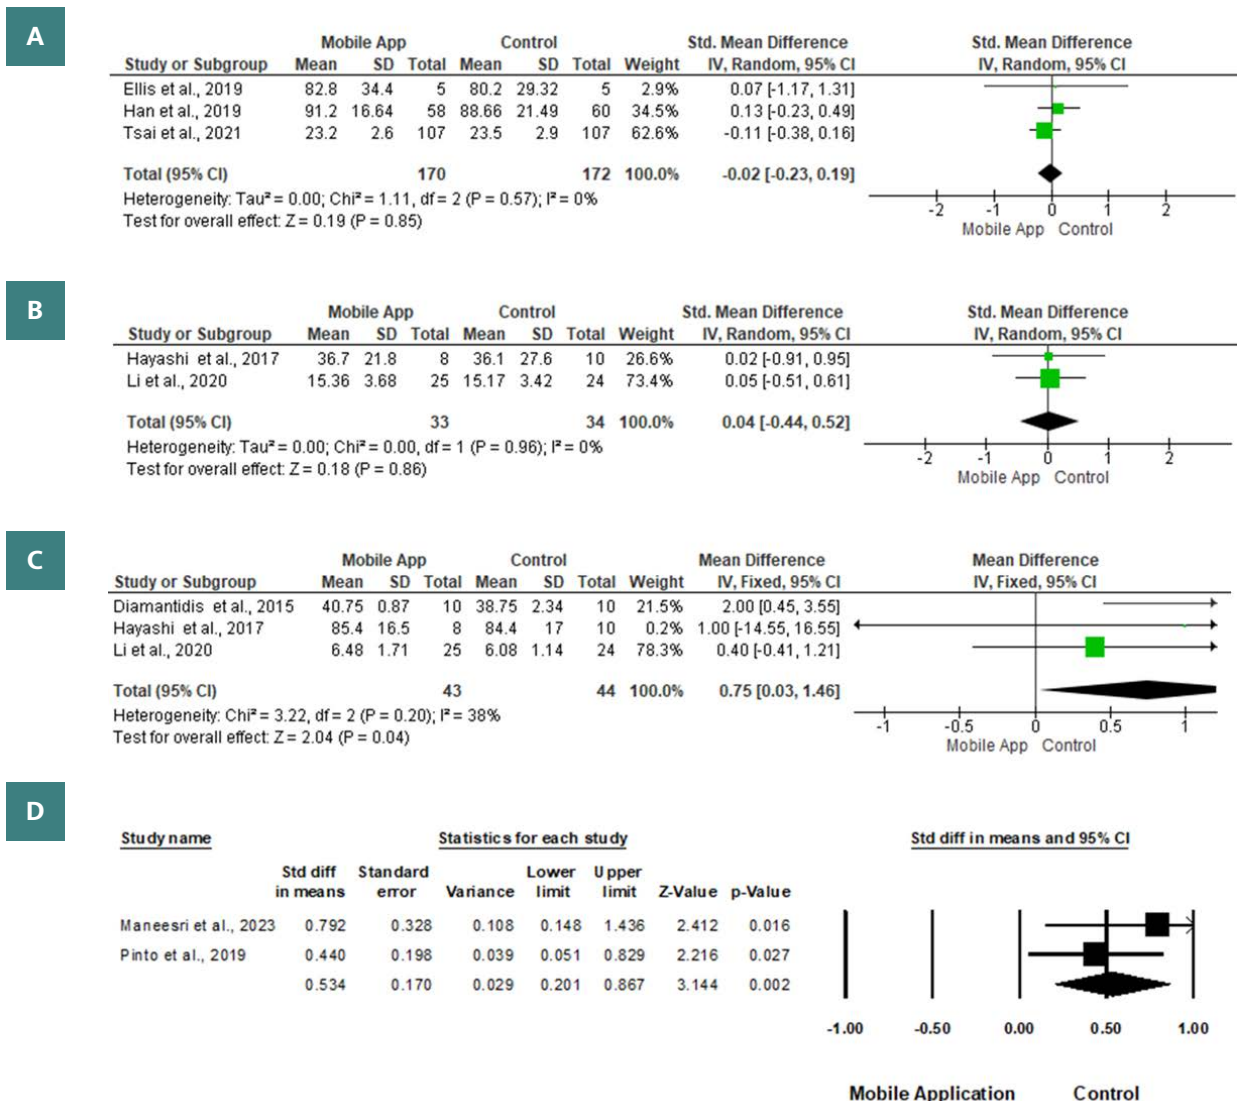 A
Mobile App Control Std. Mean Difference Std. Mean Difference
Study or Subgroup Mean SD Total Mean SD Total Weight IV, Random, 95% CI IV, Random, 95% CI
Ellis et al., 2019 82.8 34.4 5 80.2 29.32 5 2.9% 0.07 [-1.17, 1.31]
Han et al., 2019 91.2 16.64 58 88.66 21.49 60 34.5% 0.13 [-0.23, 0.49]
Tsai et al., 2021 23.2 2.6 107 23.5 2.9 107 62.6% -0.11 [-0.38, 0.16]
Total (95% CI) 170 172 100.0% -0.02 [-0.23, 0.19]
Heterogeneity: Tau² = 0.00; Chi² = 1.11, df = 2 (P = 0.57); I² = 0%
Test for overall effect: Z = 0.19 (P = 0.85)
-2 -1 0 1 2
Mobile App Control
B
Mobile App Control Std. Mean Difference Std. Mean Difference
Study or Subgroup Mean SD Total Mean SD Total Weight IV, Random, 95% CI IV, Random, 95% CI
Hayashi et al., 2017 36.7 21.8 8 36.1 27.6 10 26.6% 0.02 [-0.91, 0.95]
Li et al., 2020 15.36 3.68 25 15.17 3.42 24 73.4% 0.05 [-0.51, 0.61]
Total (95% CI) 33 34 100.0% 0.04 [-0.44, 0.52]
Heterogeneity: Tau² = 0.00; Chi² = 0.00, df = 1 (P = 0.96); I² = 0%
Test for overall effect: Z = 0.18 (P = 0.86)
-2 -1 0 1 2
Mobile App Control
C
Mobile App Control Mean Difference Mean Difference
Study or Subgroup Mean SD Total Mean SD Total Weight IV, Fixed, 95% CI IV, Fixed, 95% CI
Diamantidis et al., 2015 40.75 0.87 10 38.75 2.34 10 21.5% 2.00 [0.45, 3.55]
Hayashi et al., 2017 85.4 16.5 8 84.4 17 10 0.2% 1.00 [-14.55, 16.55]
Li et al., 2020 6.48 1.71 25 6.08 1.14 24 78.3% 0.40 [-0.41, 1.21]
Total (95% CI) 43 44 100.0% 0.75 [0.03, 1.46]
Heterogeneity: Chi² = 3.22, df = 2 (P = 0.20); I² = 38%
Test for overall effect: Z = 2.04 (P = 0.04)
-1 -0.5 0 0.5 1
Mobile App Control
D
Study name Statistics for each study Std diff in means and 95% CI
Std diff Standard Lower Upper
in means error Variance limit limit Z-Value p-Value
Maneesri et al., 2023 0.792 0.328 0.108 0.148 1.436 2.412 0.016
Pinto et al., 2019 0.440 0.198 0.039 0.051 0.829 2.216 0.027
0.534 0.170 0.029 0.201 0.867 3.144 0.002
-1.00 -0.50 0.00 0.50 1.00
Mobile Application Control